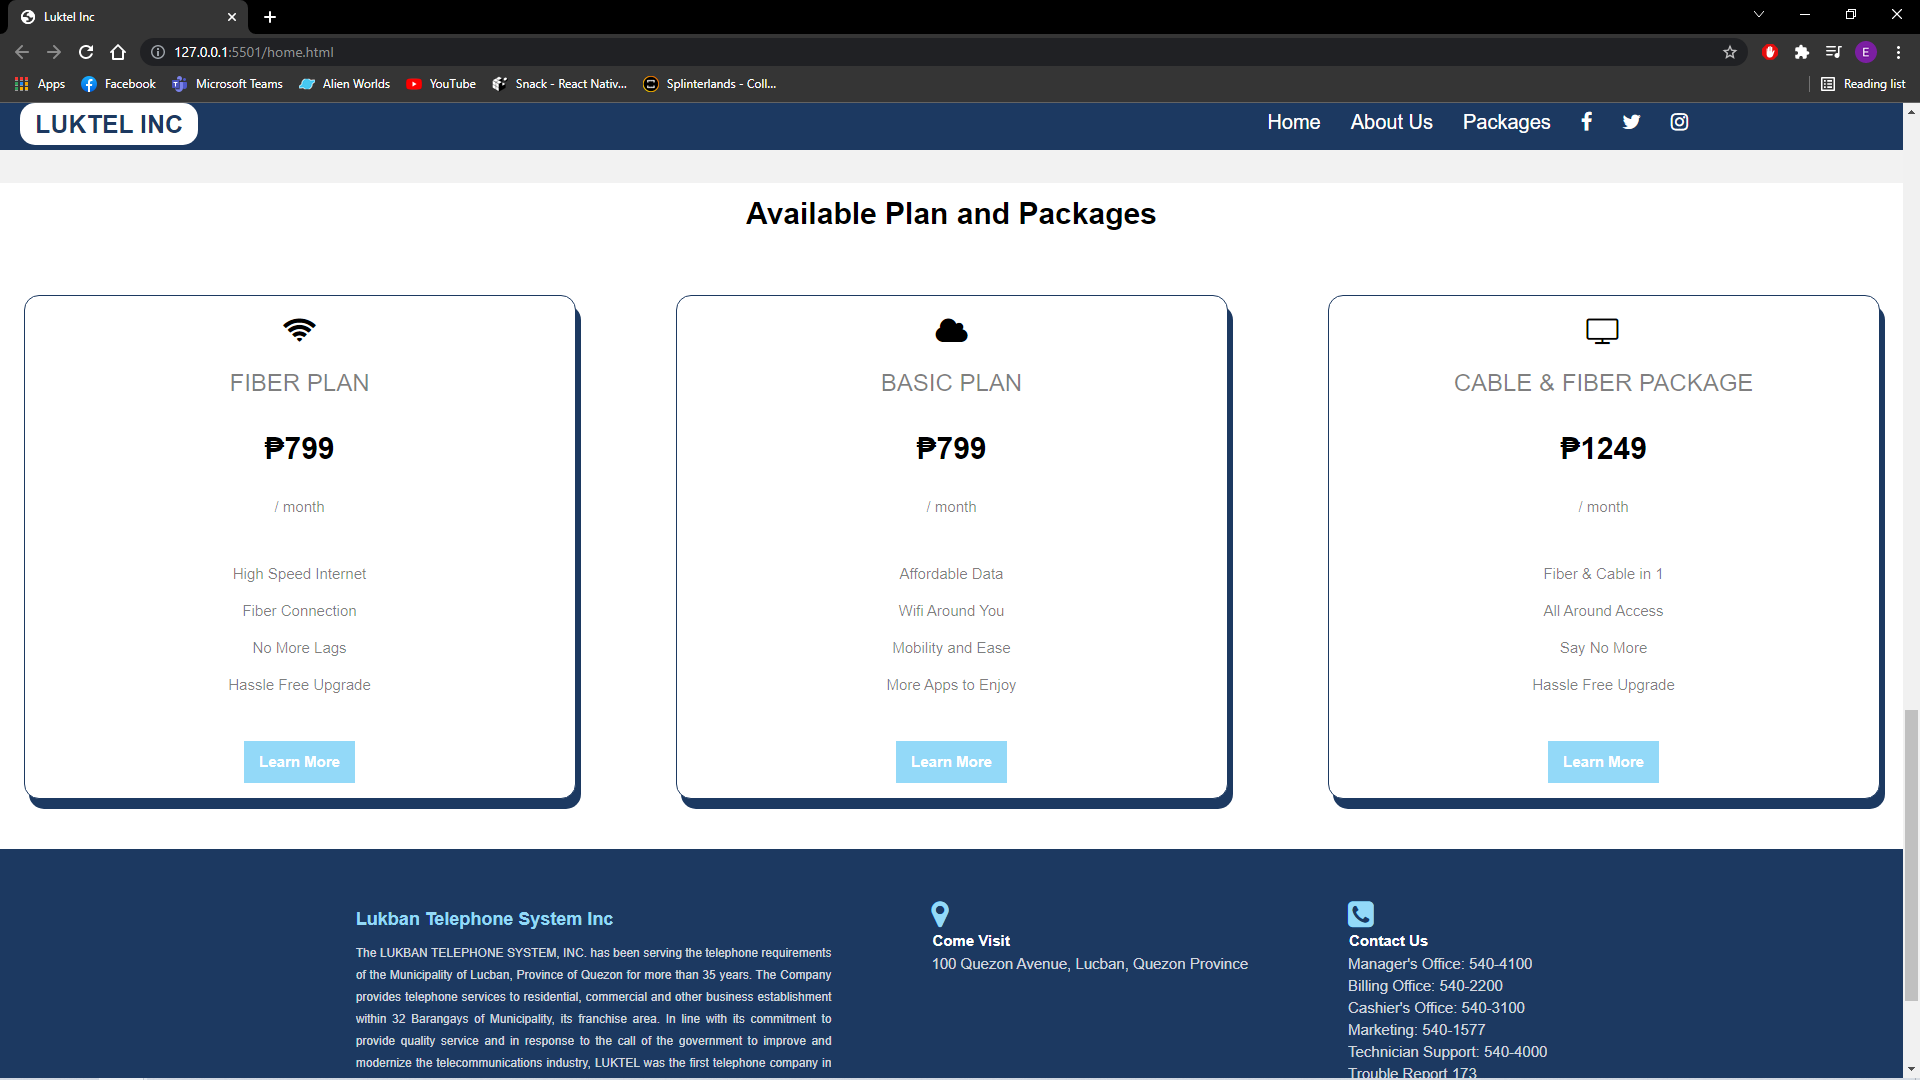 Luktel Inc
127.0.0.1:5501/home.html
Apps Facebook Microsoft Teams Alien Worlds YouTube Snack - React Nativ... Splinterlands - Coll... Reading list
E
LUKTEL INC
Home About Us Packages
Available Plan and Packages
FIBER PLAN
₱799
/ month
High Speed Internet
Fiber Connection
No More Lags
Hassle Free Upgrade
Learn More
BASIC PLAN
₱799
/ month
Affordable Data
Wifi Around You
Mobility and Ease
More Apps to Enjoy
Learn More
CABLE & FIBER PACKAGE
₱1249
/ month
Fiber & Cable in 1
All Around Access
Say No More
Hassle Free Upgrade
Learn More
Lukban Telephone System Inc
The LUKBAN TELEPHONE SYSTEM, INC. has been serving the telephone requirements
of the Municipality of Lucban, Province of Quezon for more than 35 years. The Company
provides telephone services to residential, commercial and other business establishment
within 32 Barangays of Municipality, its franchise area. In line with its commitment to
provide quality service and in response to the call of the government to improve and
modernize the telecommunications industry, LUKTEL was the first telephone company in
Come Visit
100 Quezon Avenue, Lucban, Quezon Province
Contact Us
Manager's Office: 540-4100
Billing Office: 540-2200
Cashier's Office: 540-3100
Marketing: 540-1577
Technician Support: 540-4000
Trouble Report 173